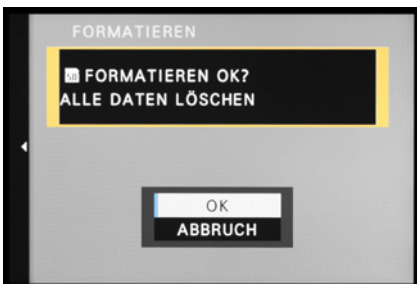 FORMATIEREN
FORMATIEREN OK?
ALLE DATEN LÖSCHEN
OK
ABBRUCH